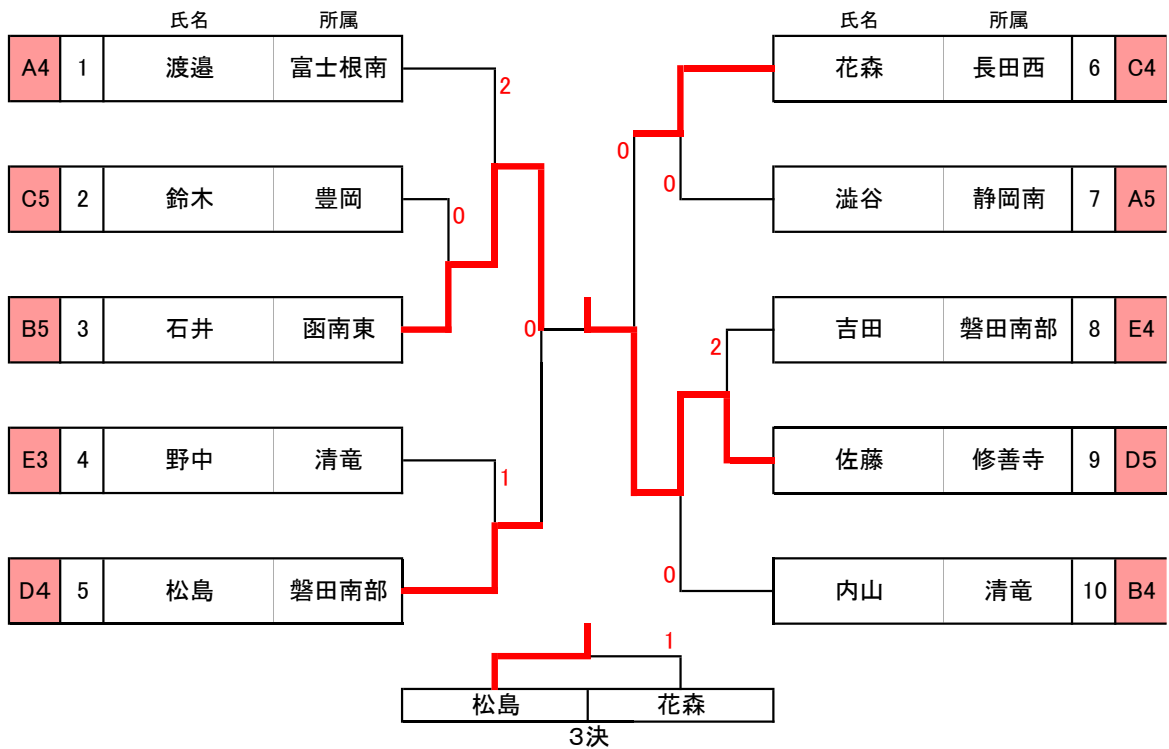 氏名 所属 氏名 所属
A4 1 渡邉 富士根南 花森 長田西 6 C4
2
0
C5 2 鈴木 豊岡 0 澁谷 静岡南 7 A5
0
B5 3 石井 函南東 0 吉田 磐田南部 8 E4
2
E3 4 野中 清竜 佐藤 修善寺 9 D5
1
0
D4 5 松島 磐田南部 内山 清竜 10 B4
1
松島 花森
3決